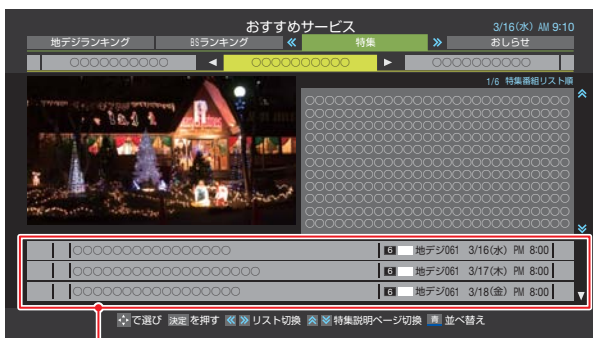 おすすめサービス
3/16(水) AM 9:10
地デジランキング BSランキング 特集 おしらせ
○○○○○○○○○○ ◀ ○○○○○○○○○○ ▶ ○○○○○○○○○○
1/6 特集番組リスト順
○○○○○○○○○○○○○○○○○○○○○○○
○○○○○○○○○○○○○○○○○○○○○○○
○○○○○○○○○○○○○○○○○○○○○○○
○○○○○○○○○○○○○○○○○○○○○○○
○○○○○○○○○○○○○○○○○○○○○○○
○○○○○○○○○○○○○○○○○○○○○○○
○○○○○○○○○○○○○○○○○○○○○○○
○○○○○○○○○○○○○○○○○○○○○○○
○○○○○○○○○○○○○○○○○○○○○○○
○○○○○○○○○○○○○○○○○○○○○○○
○○○○○○○○○○○○○○○○○○○○○○○
○○○○○○○○○○○○○○○○ 6 地デジ061 3/16(水) PM 8:00
○○○○○○○○○○○○○○○○○○○ 6 地デジ061 3/17(木) PM 8:00
○○○○○○○○○○○○○○○○○ 6 地デジ061 3/18(金) PM 8:00
で選び 決定 を押す リスト切換 特集説明ページ切換 青 並べ替え